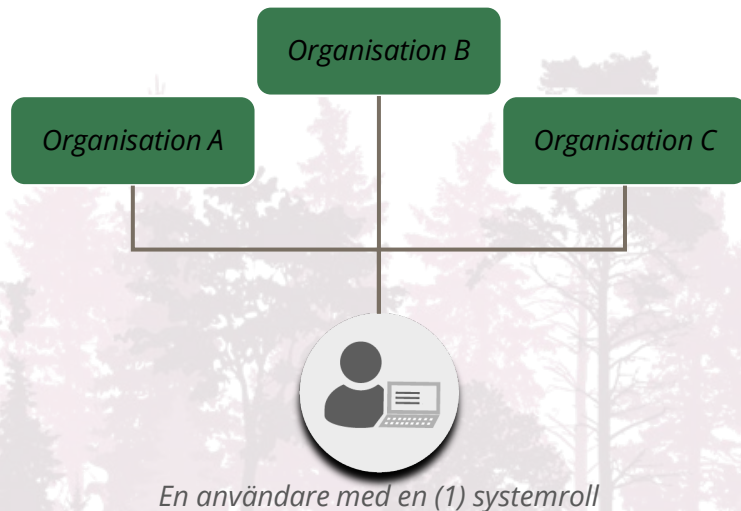 Organisation B
Organisation A
Organisation C
En användare med en (1) systemroll